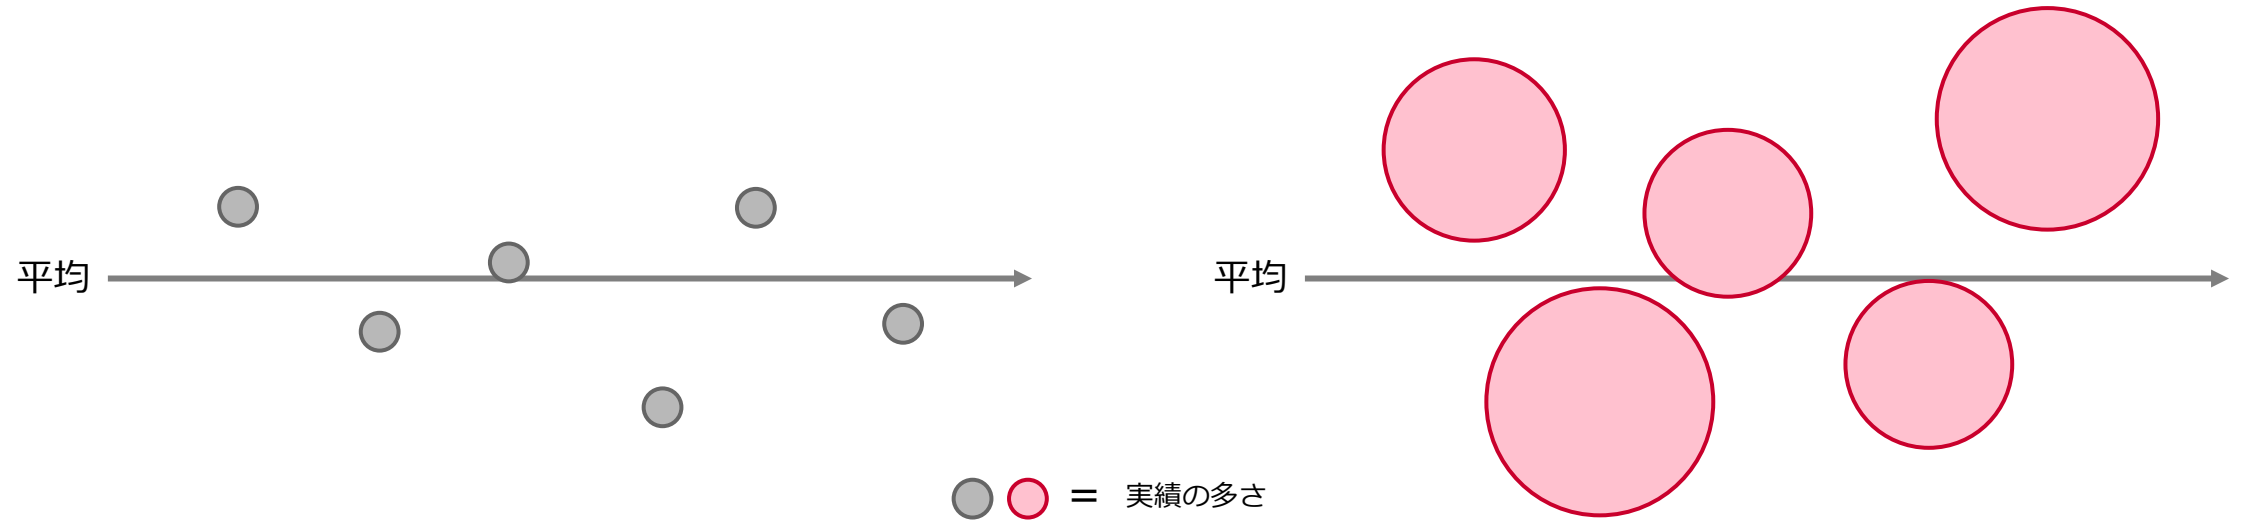 平均
平均
= 実績の多さ